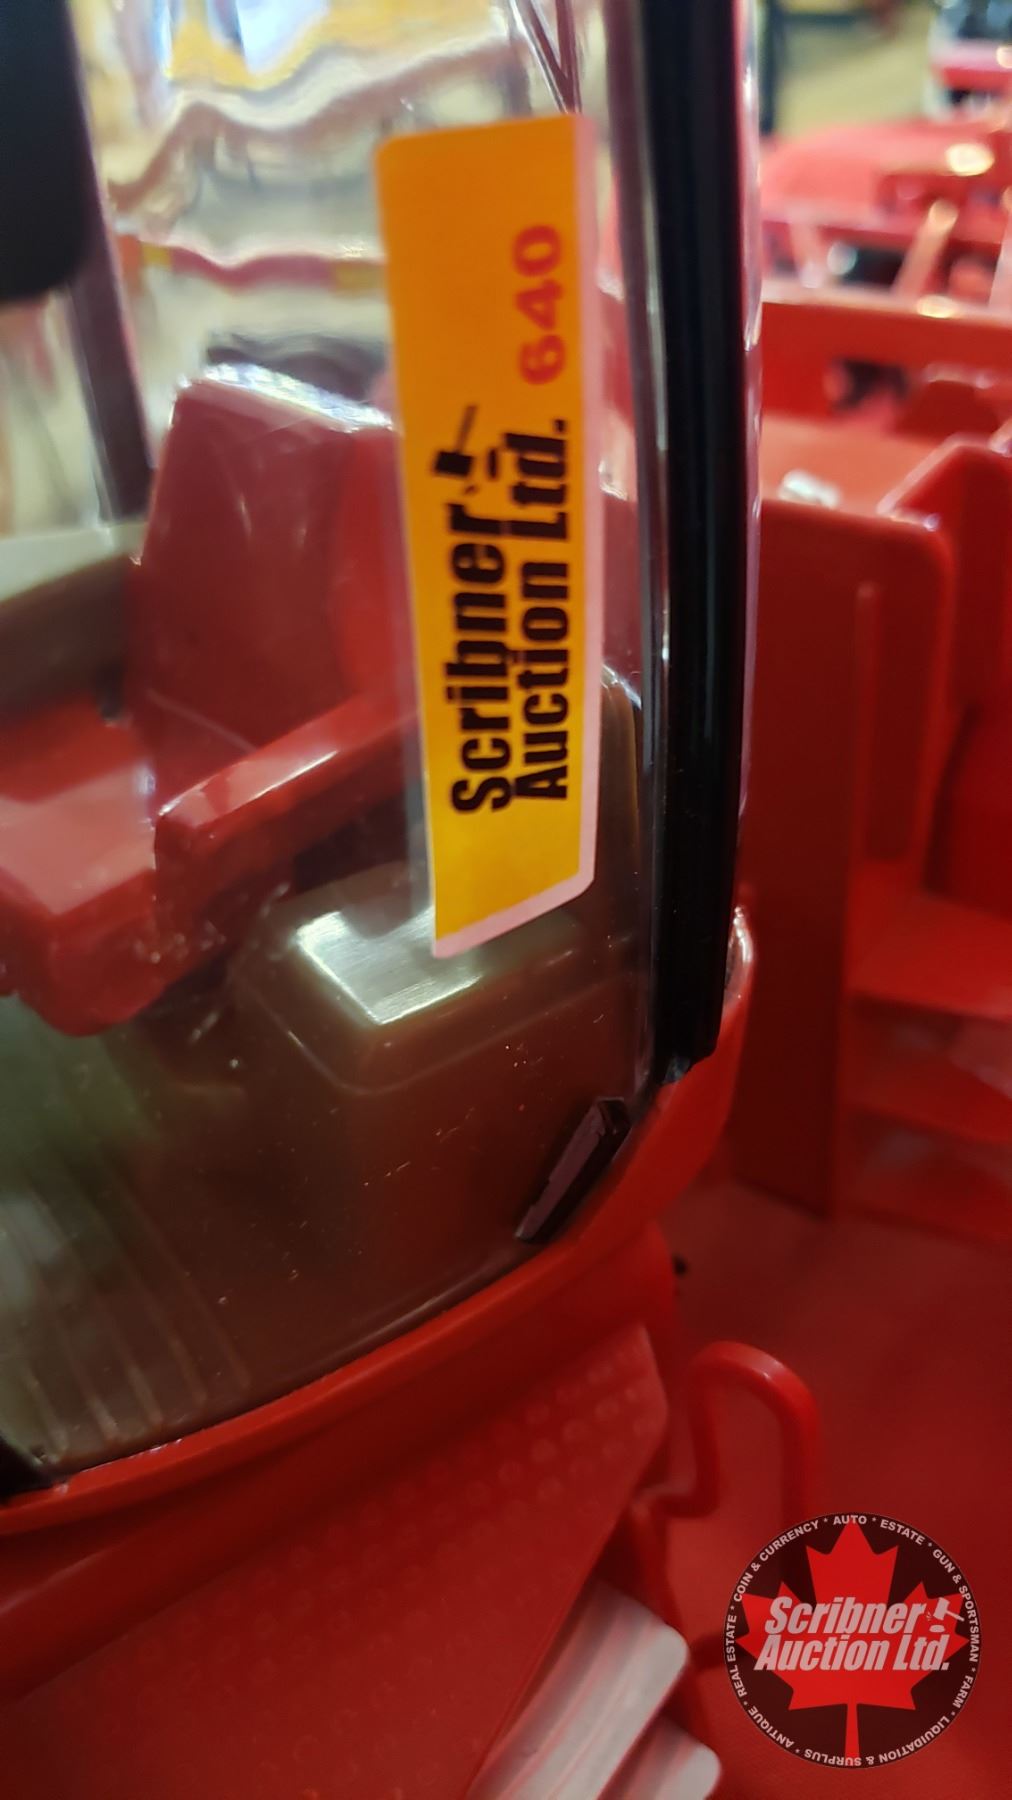 Scribner
Auction Ltd.
640
COIN & CURRENCY * AUTO * ESTATE * GUN & SPORTSMAN * FARM * LIQUIDATION & SURPLUS * ANTIQUE * REAL ESTATE *
Scribner
Auction Ltd.